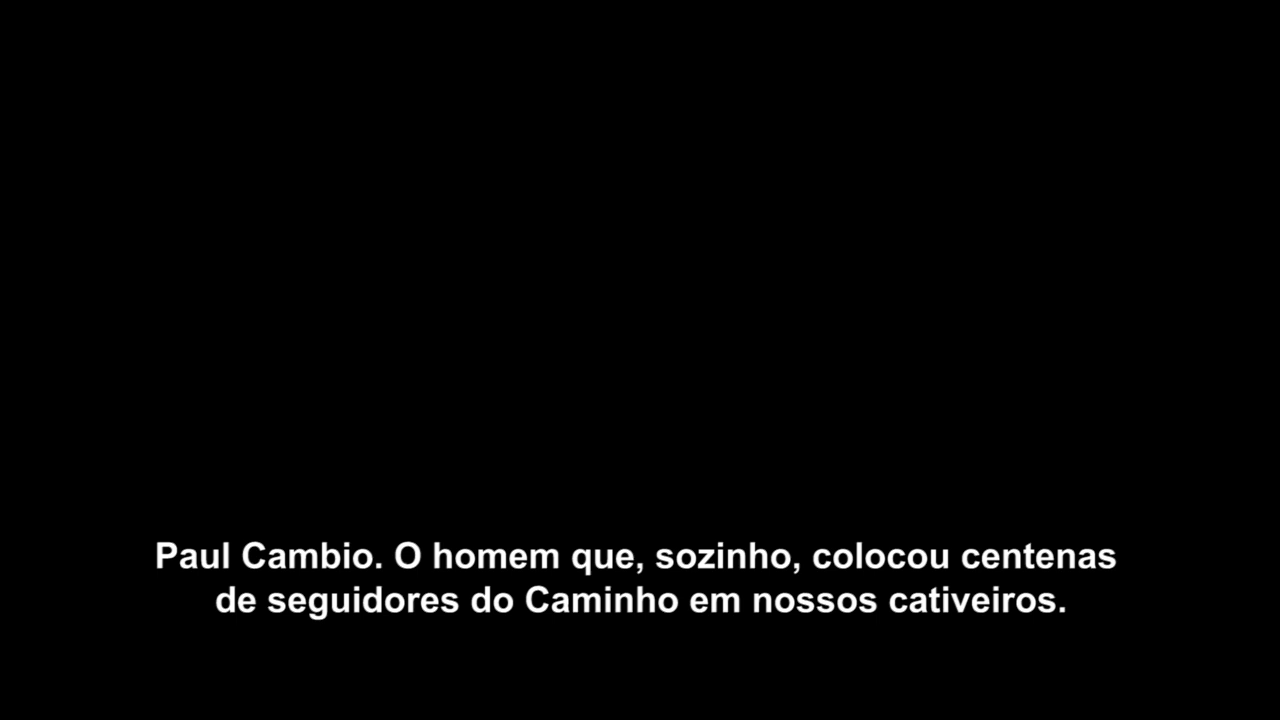 Paul Cambio. O homem que, sozinho, colocou centenas
de seguidores do Caminho em nossos cativeiros.